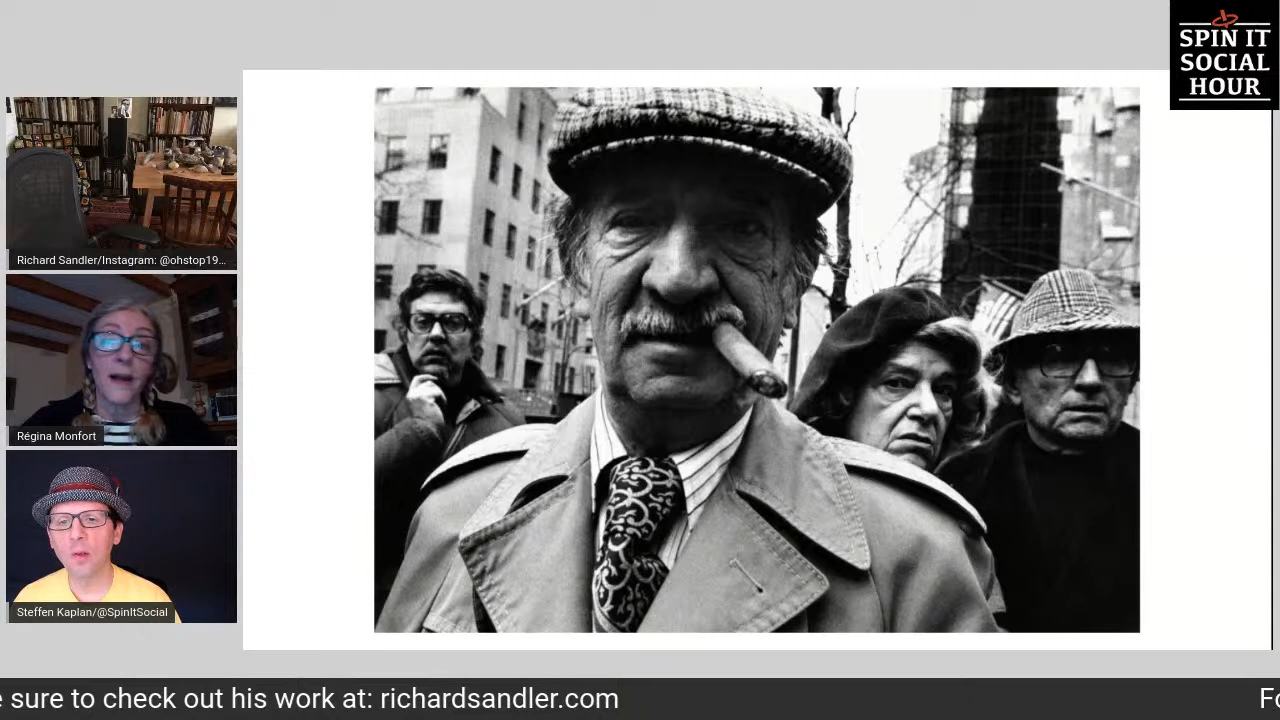 SPIN IT
SOCIAL
HOUR
Richard Sandler/Instagram: @ohstop19...
Régina Monfort
Steffen Kaplan/@SpinItSocial
e sure to check out his work at: richardsandler.com
Fo